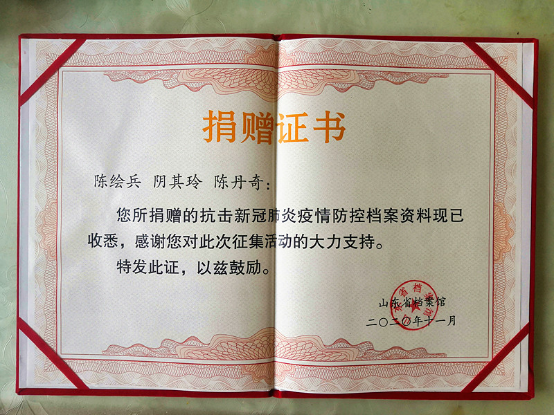 捐赠证书
陈绘兵 阴其玲 陈丹奇：
您所捐赠的抗击新冠肺炎疫情防控档案资料现已
收悉，感谢您对此次征集活动的大力支持。
特发此证，以兹鼓励。
山东省档案馆
二〇二〇年十一月